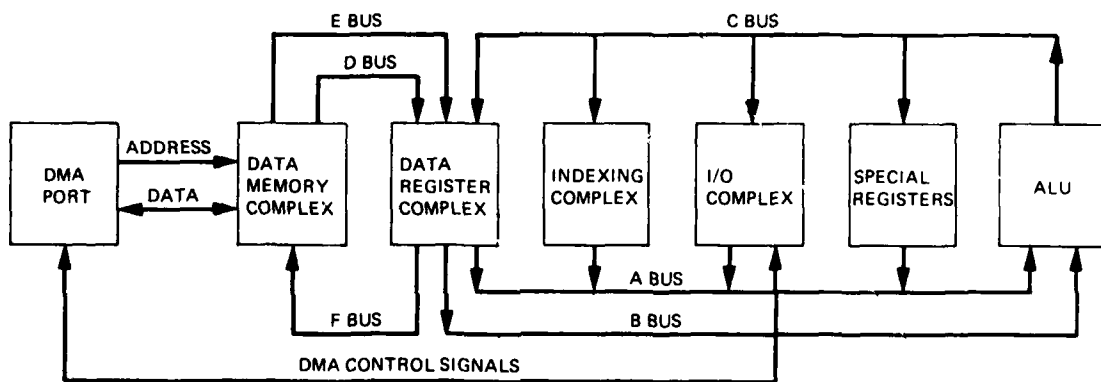 E BUS
C BUS
D BUS
DMA
PORT
ADDRESS
DATA
DATA
MEMORY
COMPLEX
DATA
REGISTER
COMPLEX
INDEXING
COMPLEX
I/O
COMPLEX
SPECIAL
REGISTERS
ALU
A BUS
F BUS
B BUS
DMA CONTROL SIGNALS